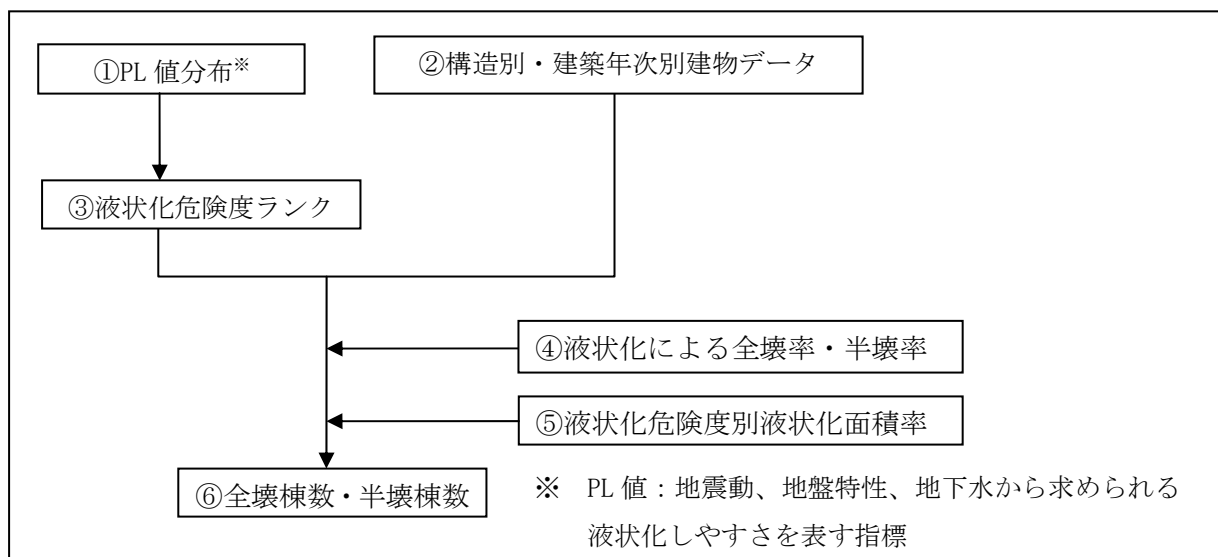 ①PL 値分布※
②構造別・建築年次別建物データ
③液状化危険度ランク
④液状化による全壊率・半壊率
⑤液状化危険度別液状化面積率
⑥全壊棟数・半壊棟数
※ PL 値：地震動、地盤特性、地下水から求められる
液状化しやすさを表す指標